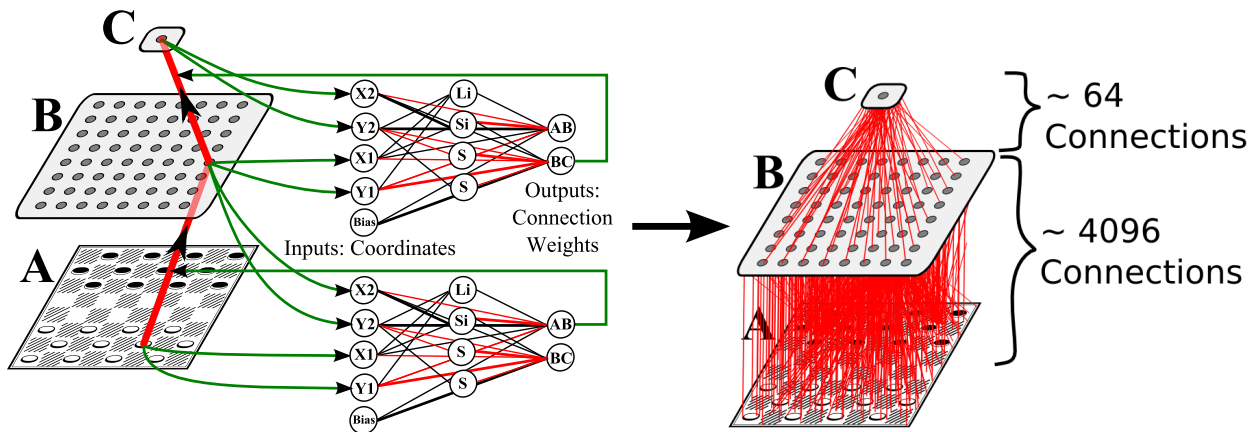 C
B
A
X2
Y2
X1
Y1
Bias
Li
Si
S
S
AB
BC
Outputs:
Connection
Weights
Inputs: Coordinates
X2
Y2
X1
Y1
Bias
Li
Si
S
S
AB
BC
C
B
A
~ 64
Connections
~ 4096
Connections